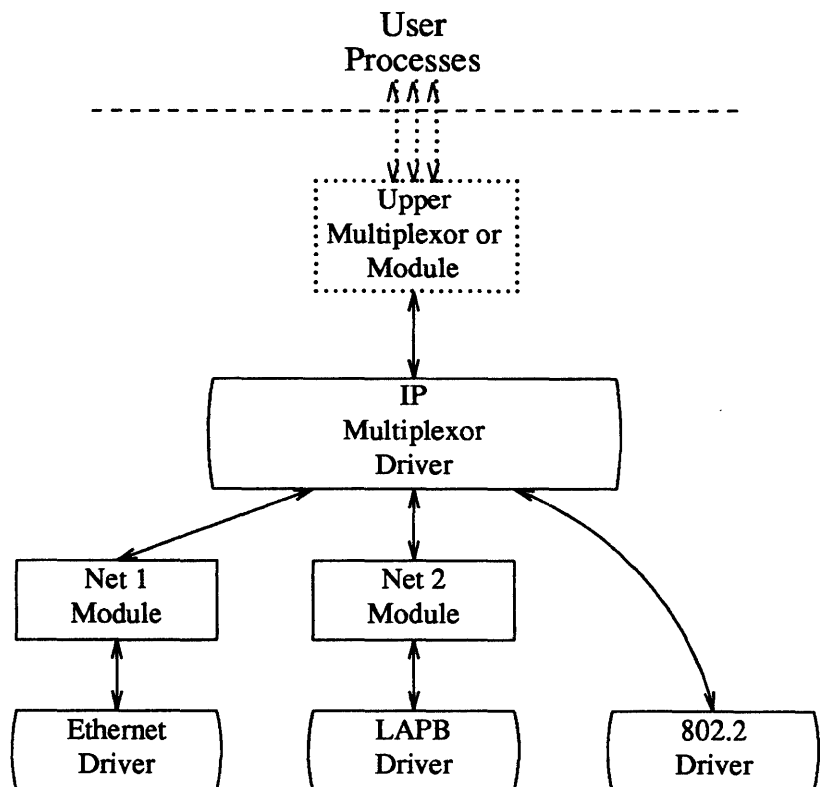 User
Processes
Upper
Multiplexor or
Module
IP
Multiplexor
Driver
Net 1
Module
Net 2
Module
Ethernet
Driver
LAPB
Driver
802.2
Driver